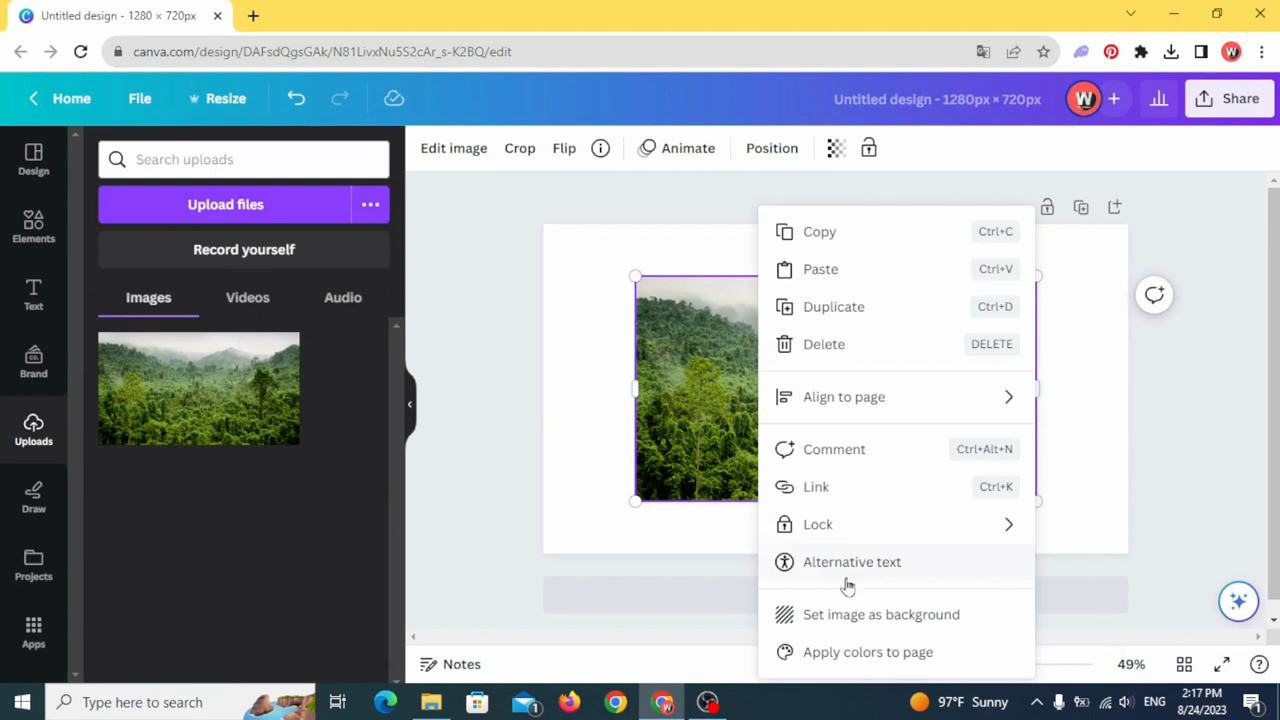 Untitled design - 1280 × 720px
canva.com/design/DAFsdQgsGAk/N81LivxNu5S2cAr_s-K2BQ/edit
Home
File
Resize
Untitled design - 1280px × 720px
W
Share
Design
Elements
Text
Brand
Uploads
Draw
Projects
Apps
Search uploads
Upload files
Record yourself
Images
Videos
Audio
Edit image
Crop
Flip
Animate
Position
Copy Ctrl+C
Paste Ctrl+V
Duplicate Ctrl+D
Delete DELETE
Align to page
Comment Ctrl+Alt+N
Link Ctrl+K
Lock
Alternative text
Set image as background
Apply colors to page
Notes
49%
Type here to search
97°F Sunny
ENG
2:17 PM
8/24/2023